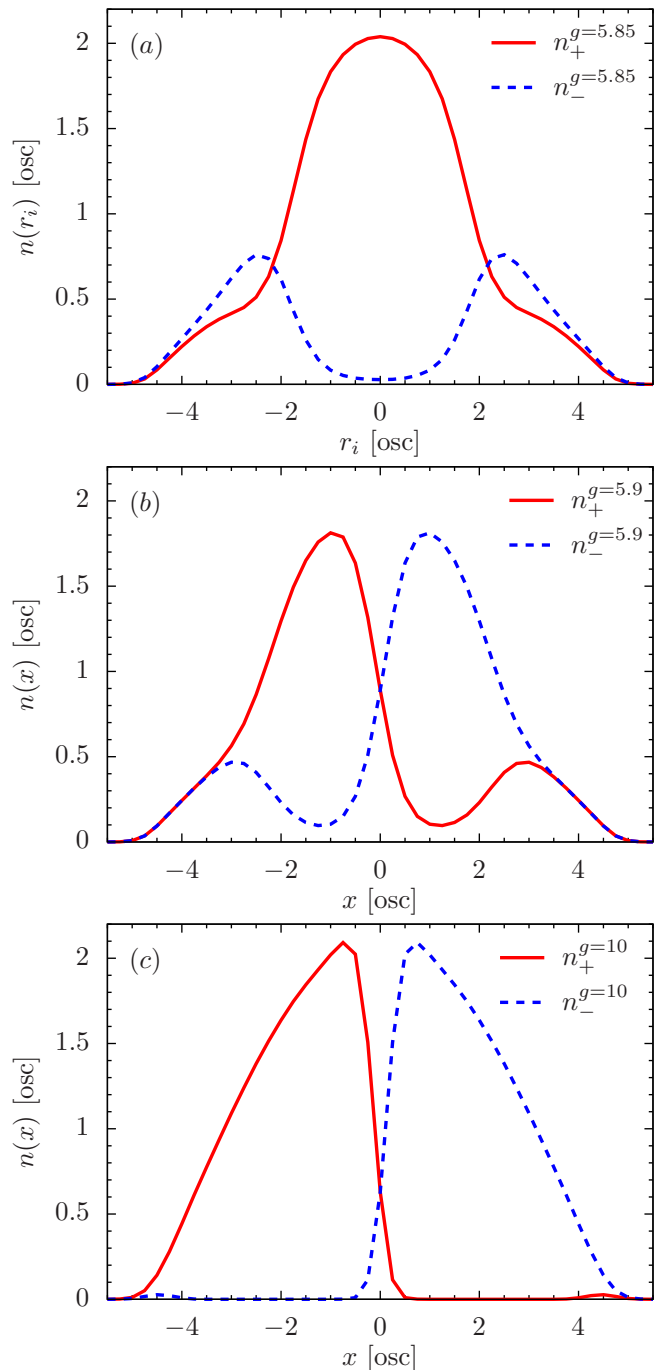 (a)
n₊^{g=5.85}
n₋^{g=5.85}
2
1.5
1
0.5
0
n(rᵢ) [osc]
−4 −2 0 2 4
rᵢ [osc]
(b)
n₊^{g=5.9}
n₋^{g=5.9}
2
1.5
1
0.5
0
n(x) [osc]
−4 −2 0 2 4
x [osc]
(c)
n₊^{g=10}
n₋^{g=10}
2
1.5
1
0.5
0
n(x) [osc]
−4 −2 0 2 4
x [osc]